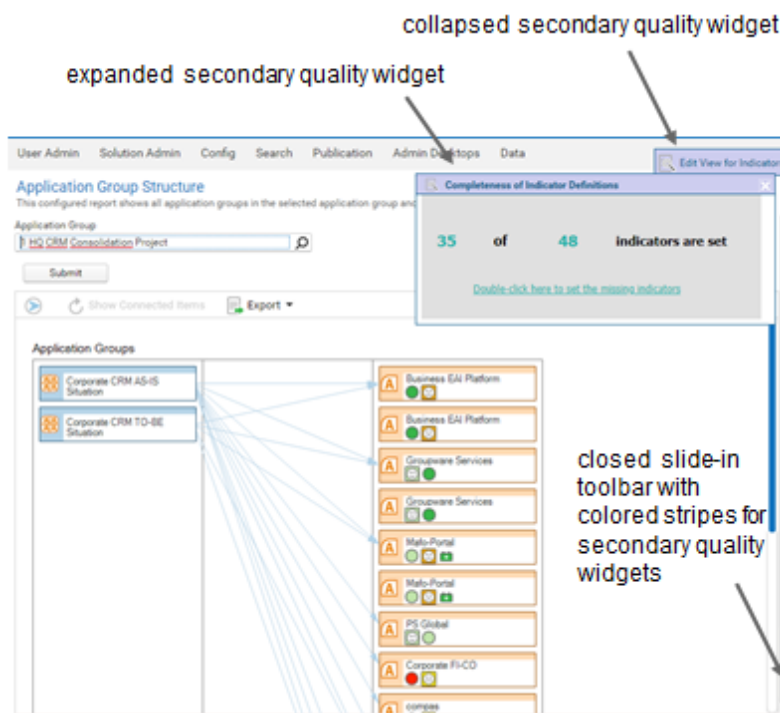 collapsed secondary quality widget
expanded secondary quality widget
User Admin Solution Admin Config Search Publication Admin Desktops Data
Edit View for Indicator
Application Group Structure
This configured report shows all application groups in the selected application group and
Completeness of Indicator Definitions
Application Group
HQ CRM Consolidation Project
35 of 48 indicators are set
Submit
Double-click here to set the missing indicators
Show Connected Items Export
Application Groups
Corporate CRM AS-IS
Situation
Corporate CRM TO-BE
Situation
A Business EAI Platform
A Business EAI Platform
A Groupware Services
A Groupware Services
A Mafo-Portal
A Mafo-Portal
A PS Global
A Corporate FI-CO
A compas
closed slide-in
toolbar with
colored stripes for
secondary quality
widgets